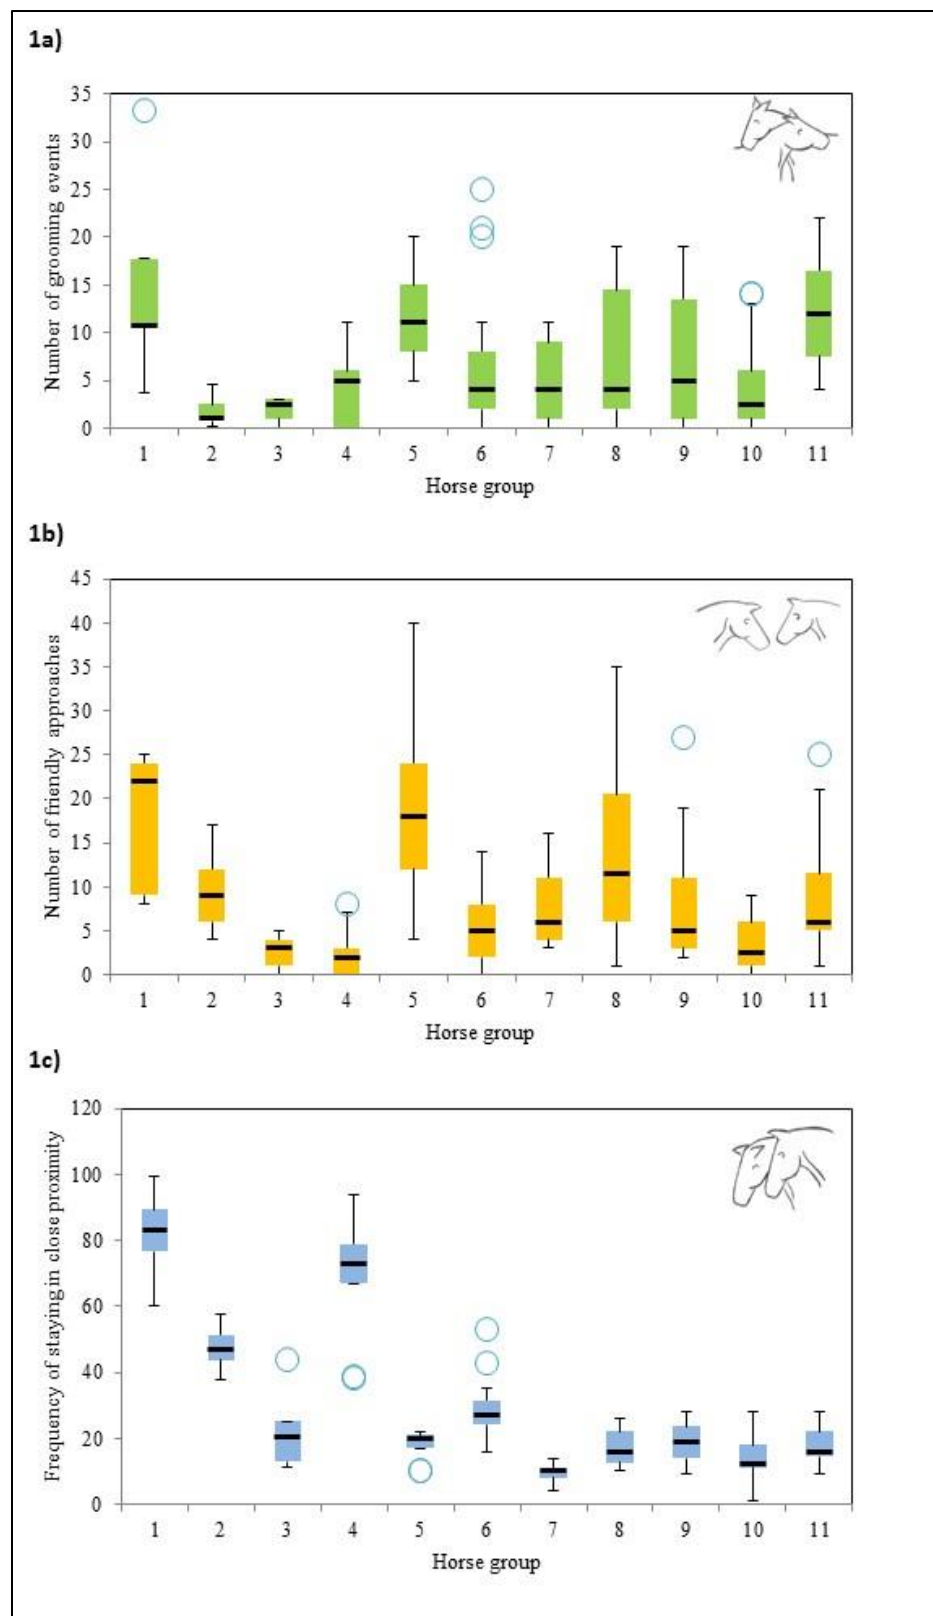 1a)
35
30
25
20
15
10
5
0
Number of grooming events
1 2 3 4 5 6 7 8 9 10 11
Horse group
1b)
45
40
35
30
25
20
15
10
5
0
Number of friendly approaches
1 2 3 4 5 6 7 8 9 10 11
Horse group
1c)
120
100
80
60
40
20
0
Frequency of staying in close proximity
1 2 3 4 5 6 7 8 9 10 11
Horse group